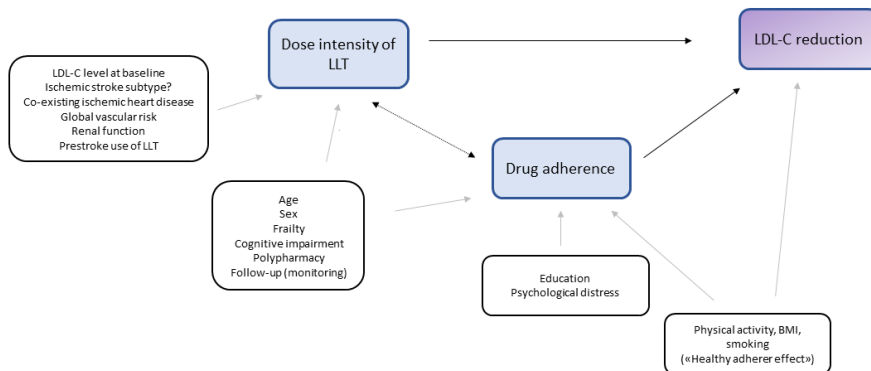 Dose intensity of
LLT
LDL-C reduction
LDL-C level at baseline
Ischemic stroke subtype?
Co-existing ischemic heart disease
Global vascular risk
Renal function
Prestroke use of LLT
Drug adherence
Age
Sex
Frailty
Cognitive impairment
Polypharmacy
Follow-up (monitoring)
Education
Psychological distress
Physical activity, BMI,
smoking
(«Healthy adherer effect»)